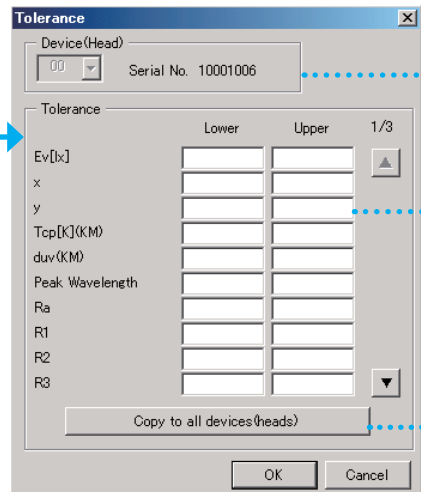 Tolerance
Device(Head)
00 Serial No. 10001006
Tolerance
Lower Upper 1/3
Ev[lx]
x
y
Tcp[K](KM)
duv(KM)
Peak Wavelength
Ra
R1
R2
R3
Copy to all devices(heads)
OK Cancel